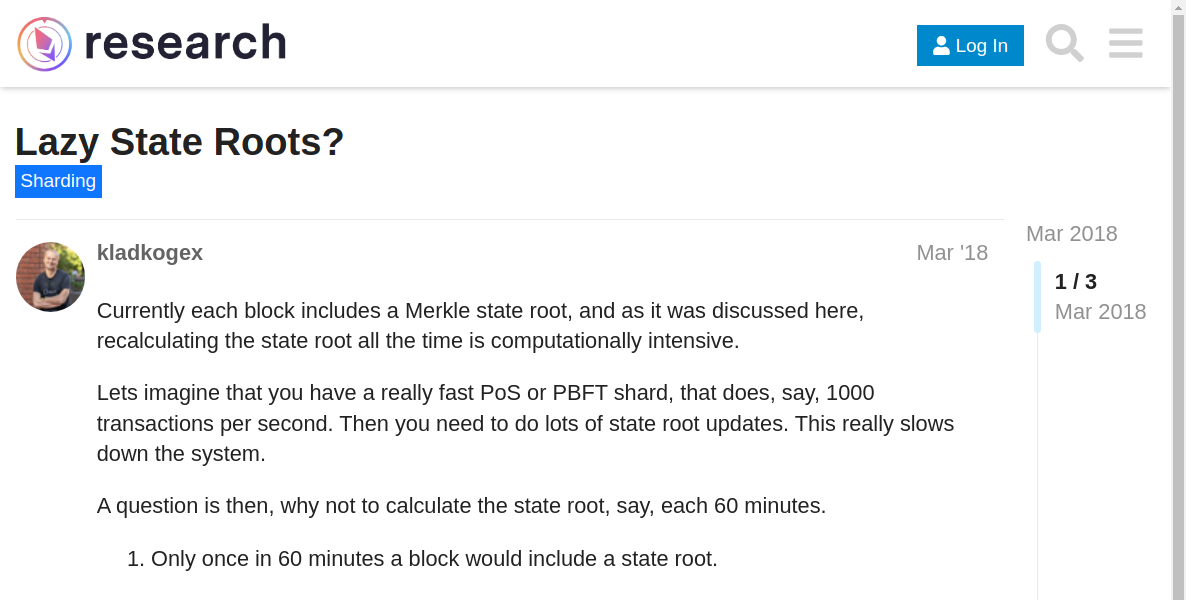 research
Log In
Lazy State Roots?
Sharding
kladkogex
Mar '18
Currently each block includes a Merkle state root, and as it was discussed here,
recalculating the state root all the time is computationally intensive.
Lets imagine that you have a really fast PoS or PBFT shard, that does, say, 1000
transactions per second. Then you need to do lots of state root updates. This really slows
down the system.
A question is then, why not to calculate the state root, say, each 60 minutes.
1. Only once in 60 minutes a block would include a state root.
Mar 2018
1 / 3
Mar 2018